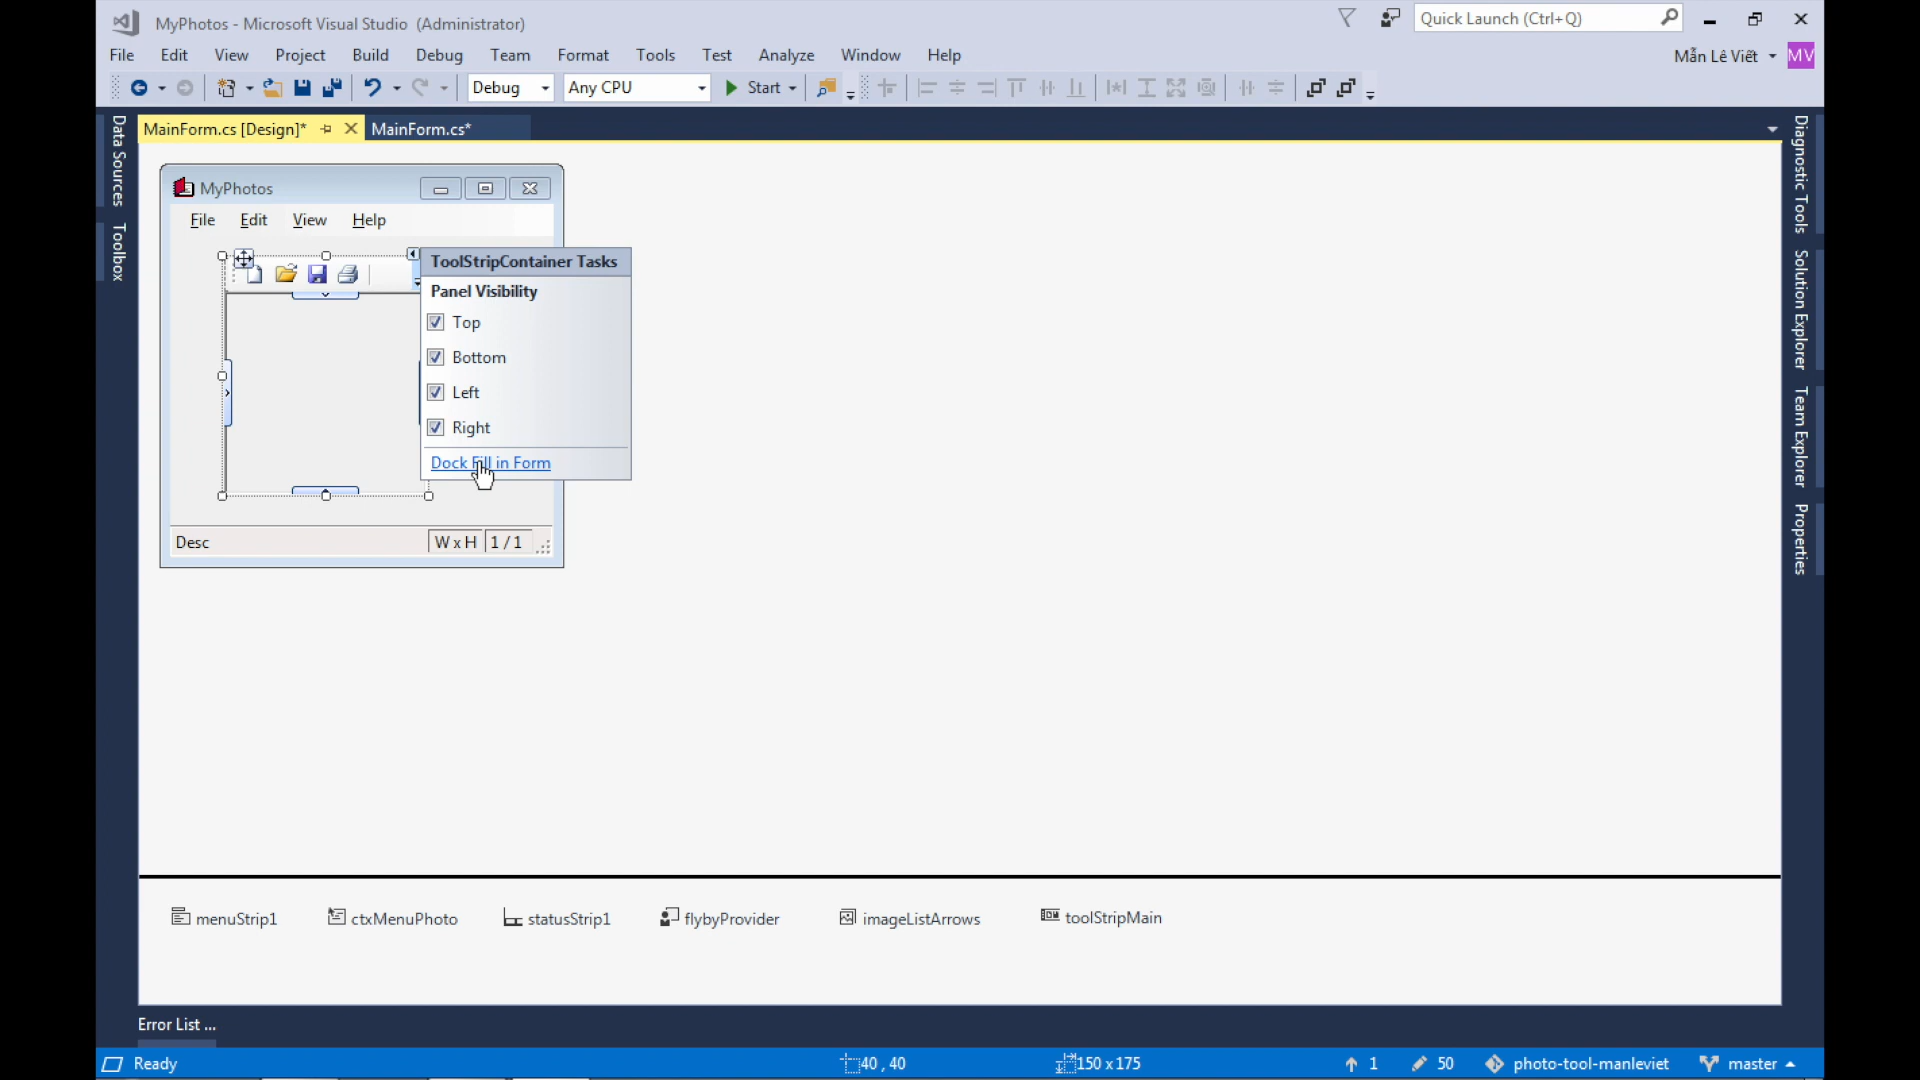 MyPhotos - Microsoft Visual Studio (Administrator)
Quick Launch (Ctrl+Q)
File Edit View Project Build Debug Team Format Tools Test Analyze Window Help
Mẫn Lê Viết MV
Debug Any CPU Start
MainForm.cs [Design]* MainForm.cs*
Data Sources
Toolbox
MyPhotos
File Edit View Help
ToolStripContainer Tasks
Panel Visibility
Top
Bottom
Left
Right
Dock Fill in Form
Desc W x H 1 / 1
Diagnostic Tools
Solution Explorer
Team Explorer
Properties
menuStrip1 ctxMenuPhoto statusStrip1 flybyProvider imageListArrows toolStripMain
Error List ...
Ready 40 , 40 150 x 175 1 50 photo-tool-manleviet master